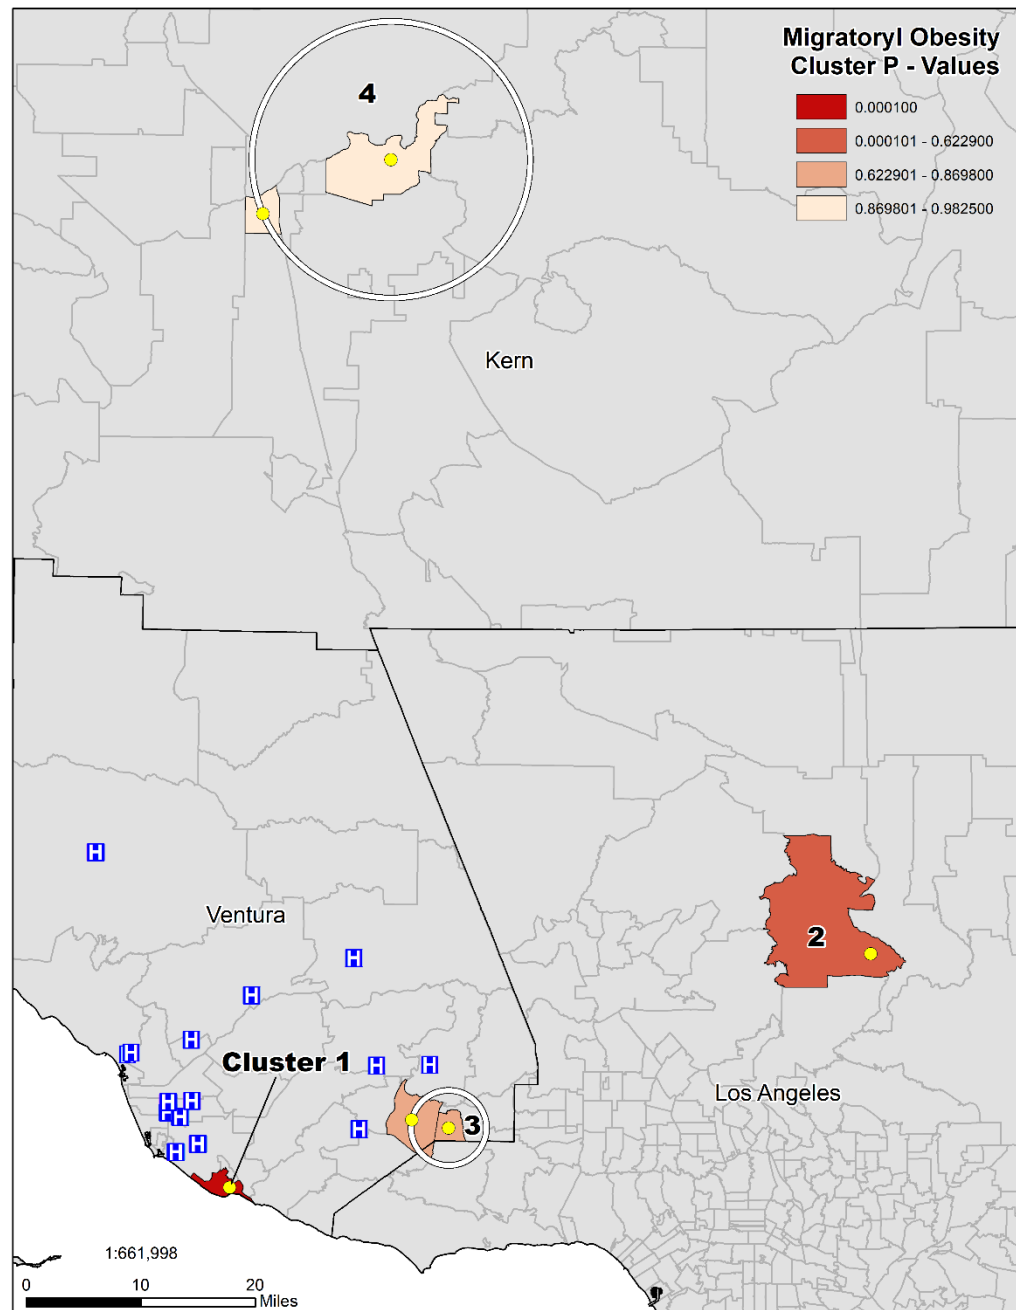 Migratoryl Obesity
Cluster P - Values
0.000100
0.000101 - 0.622900
0.622901 - 0.869800
0.869801 - 0.982500
4
Kern
H
Ventura
2
H
H
H
H
Cluster 1
H
H
Los Angeles
H
H
H
H
3
H
H
H
1:661,998
0 10 20
Miles